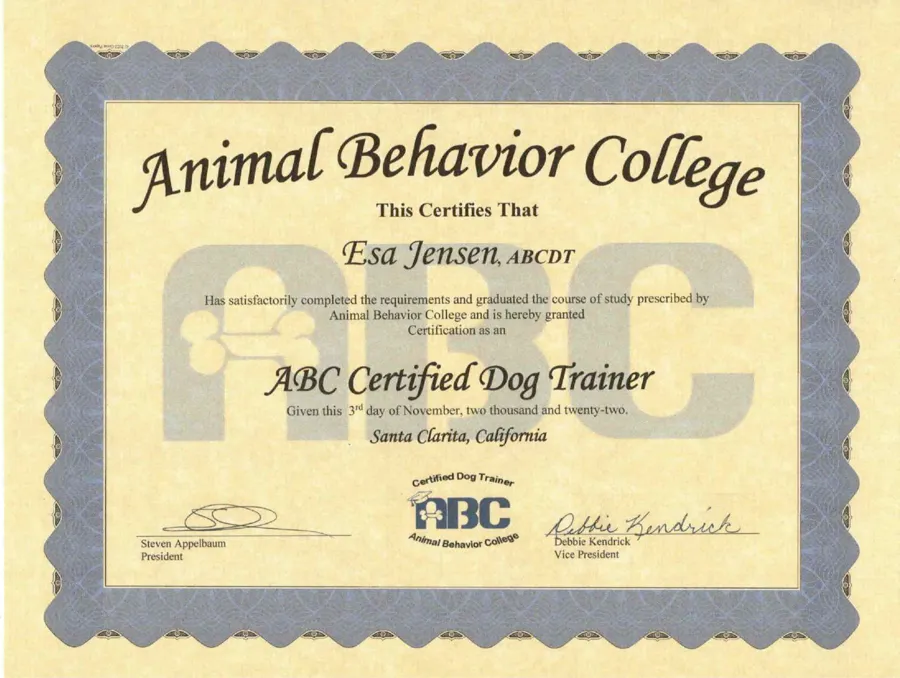 Animal Behavior College
This Certifies That
Esa Jensen, ABCDT
Has satisfactorily completed the requirements and graduated the course of study prescribed by
Animal Behavior College and is hereby granted
Certification as an
ABC Certified Dog Trainer
Given this 3rd day of November, two thousand and twenty-two.
Santa Clarita, California
Certified Dog Trainer
ABC
Animal Behavior College
Steven Appelbaum
President
Debbie Kendrick
Debbie Kendrick
Vice President
ABC